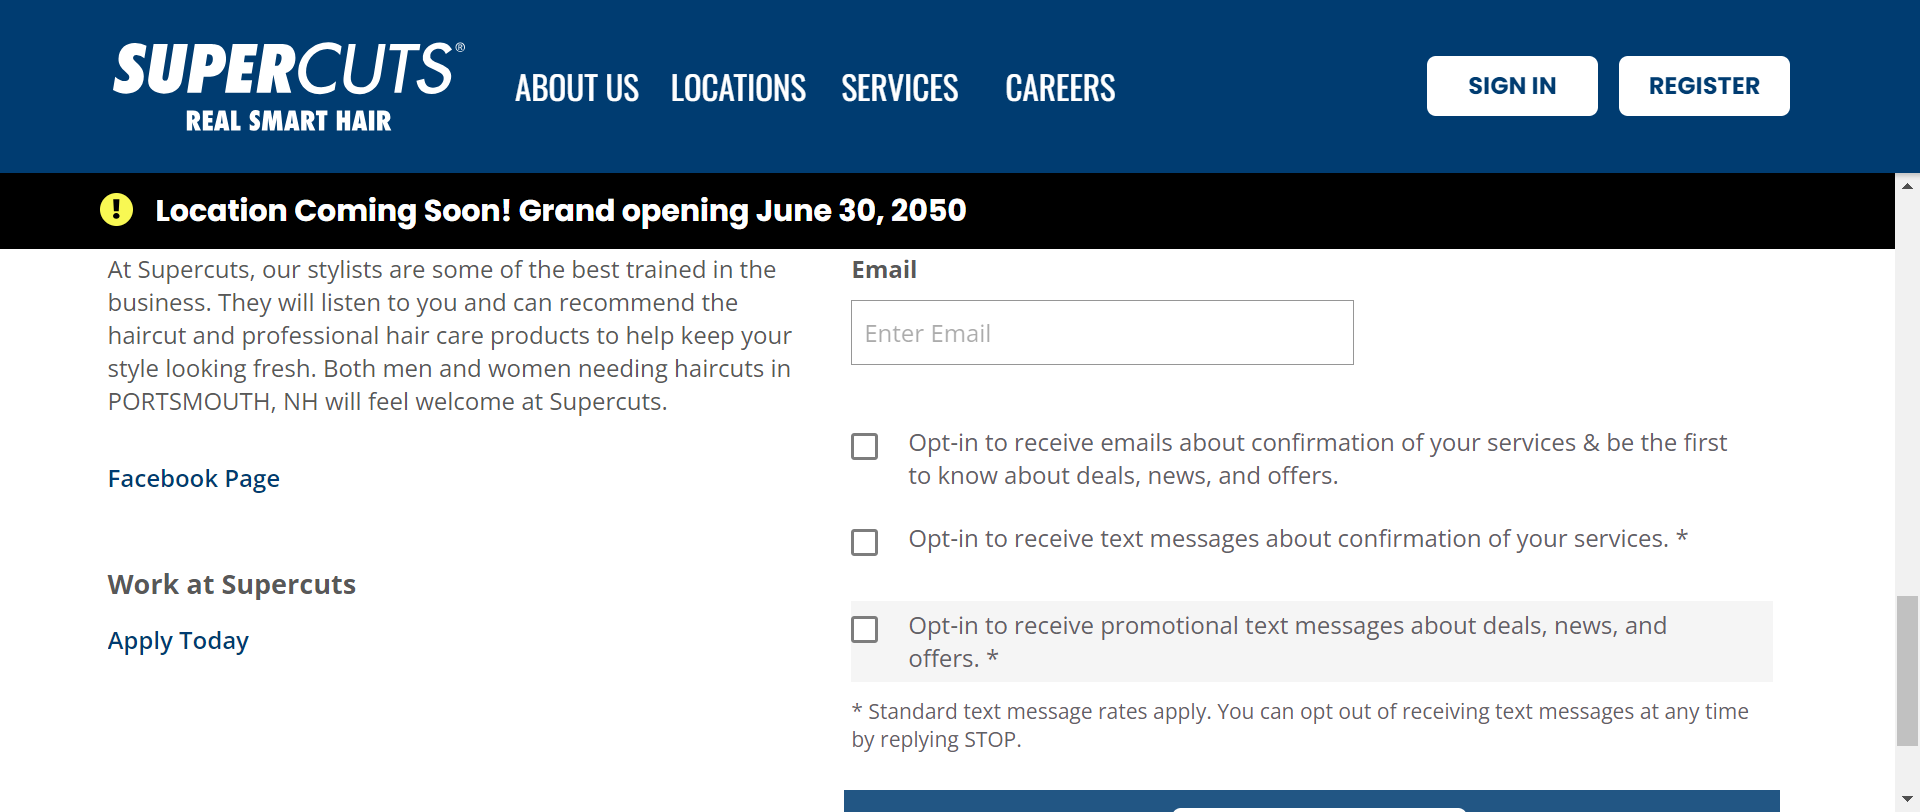 SUPERCUTS®
REAL SMART HAIR
ABOUT US LOCATIONS SERVICES CAREERS
SIGN IN REGISTER
! Location Coming Soon! Grand opening June 30, 2050
At Supercuts, our stylists are some of the best trained in the
business. They will listen to you and can recommend the
haircut and professional hair care products to help keep your
style looking fresh. Both men and women needing haircuts in
PORTSMOUTH, NH will feel welcome at Supercuts.
Facebook Page
Work at Supercuts
Apply Today
Email
Enter Email
Opt-in to receive emails about confirmation of your services & be the first
to know about deals, news, and offers.
Opt-in to receive text messages about confirmation of your services. *
Opt-in to receive promotional text messages about deals, news, and
offers. *
* Standard text message rates apply. You can opt out of receiving text messages at any time
by replying STOP.